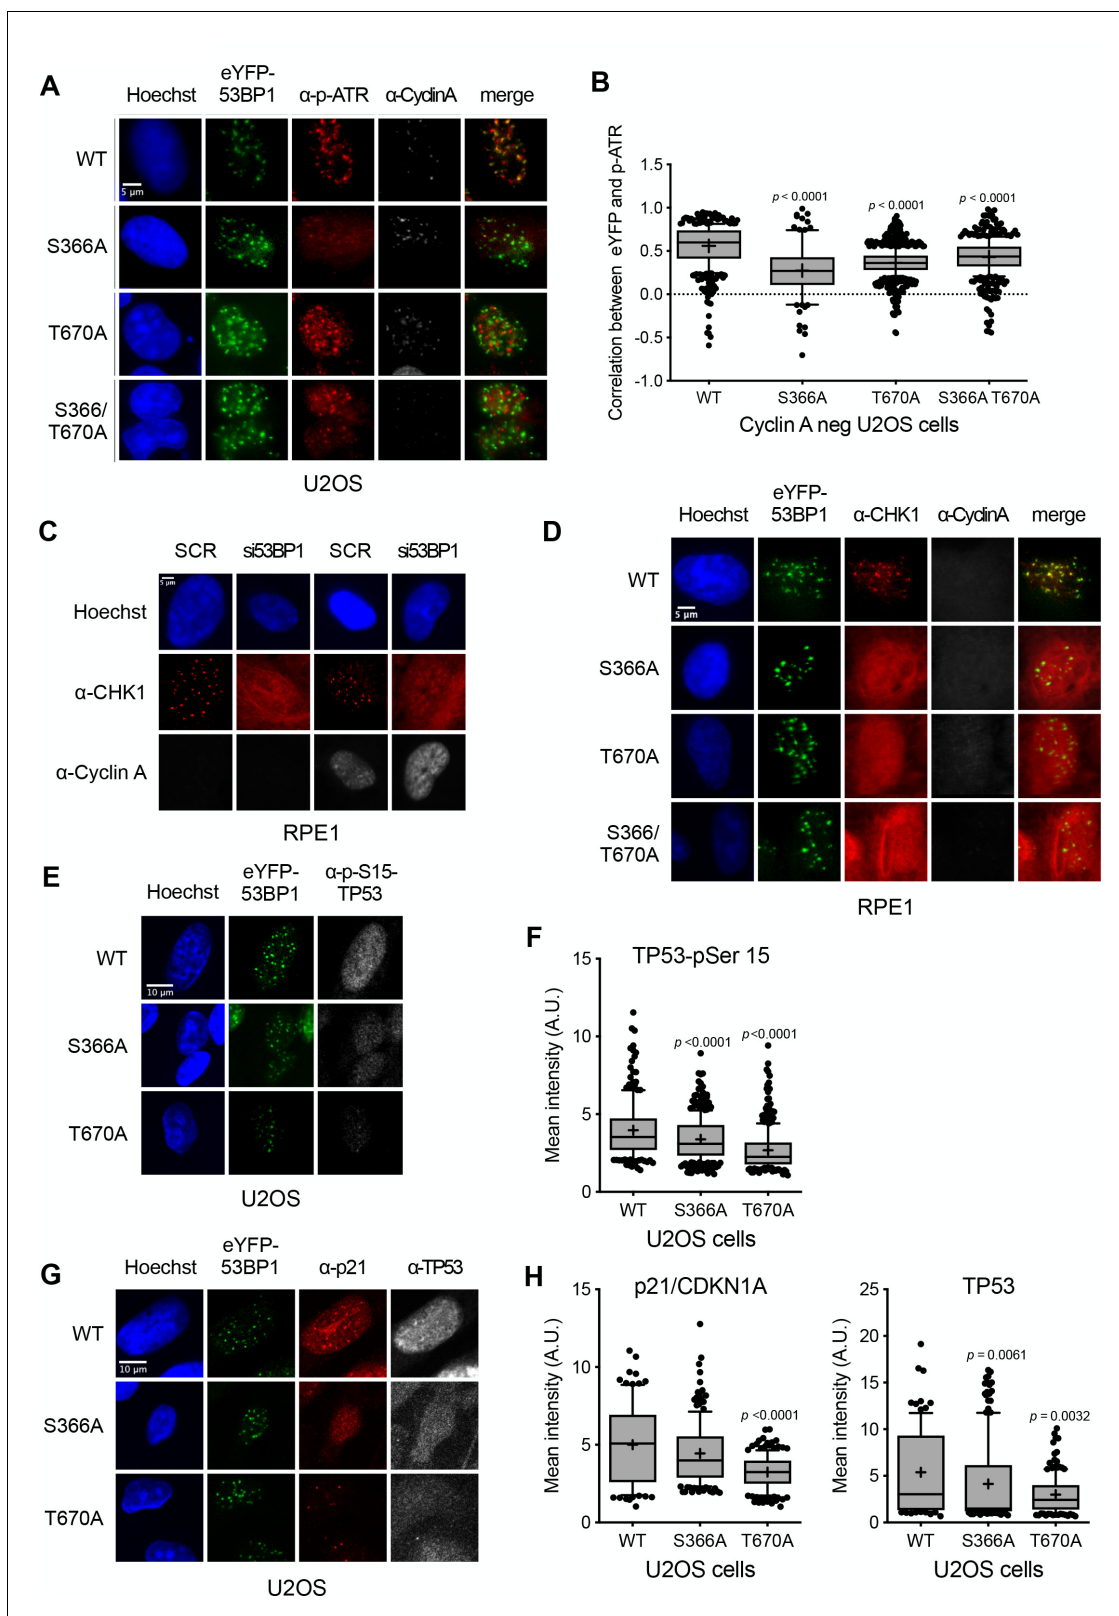 A
Hoechst
eYFP-
53BP1
α-p-ATR
α-CyclinA
merge
WT
5 µm
S366A
T670A
S366/
T670A
U2OS
B
Correlation between eYFP and p-ATR
1.5
1.0
0.5
0.0
-0.5
-1.0
p < 0.0001
p < 0.0001
p < 0.0001
WT
S366A
T670A
S366A T670A
Cyclin A neg U2OS cells
C
SCR
si53BP1
SCR
si53BP1
5 µm
Hoechst
α-CHK1
α-Cyclin A
RPE1
D
Hoechst
eYFP-
53BP1
α-CHK1
α-CyclinA
merge
WT
5 µm
S366A
T670A
S366/
T670A
RPE1
E
Hoechst
eYFP-
53BP1
α-p-S15-
TP53
WT
10 µm
S366A
T670A
U2OS
F
TP53-pSer 15
Mean intensity (A.U.)
15
10
5
0
p <0.0001
p<0.0001
WT
S366A
T670A
U2OS cells
G
Hoechst
eYFP-
53BP1
α-p21
α-TP53
WT
10 µm
S366A
T670A
U2OS
H
p21/CDKN1A
Mean intensity (A.U.)
15
10
5
0
p <0.0001
WT
S366A
T670A
U2OS cells
TP53
Mean intensity (A.U.)
25
20
15
10
5
0
p = 0.0061
p = 0.0032
WT
S366A
T670A
U2OS cells